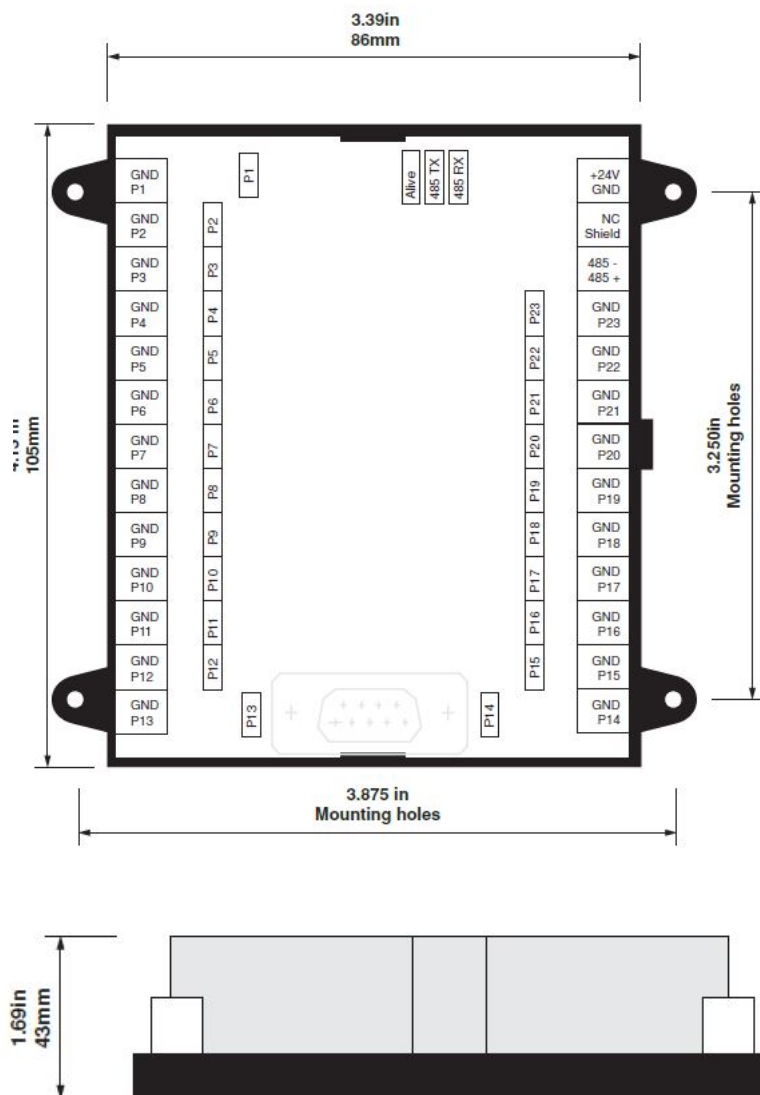 3.39in
86mm
GND
P1
GND
P2
GND
P3
GND
P4
GND
P5
GND
P6
GND
P7
GND
P8
GND
P9
GND
P10
GND
P11
GND
P12
GND
P13
P1
P2
P3
P4
P5
P6
P7
P8
P9
P10
P11
P12
P13
Alive
485 TX
485 RX
P23
P22
P21
P20
P19
P18
P17
P16
P15
P14
+24V
GND
NC
Shield
485 -
485 +
GND
P23
GND
P22
GND
P21
GND
P20
GND
P19
GND
P18
GND
P17
GND
P16
GND
P15
GND
P14
105mm
3.250in
Mounting holes
3.875 in
Mounting holes
1.69in
43mm